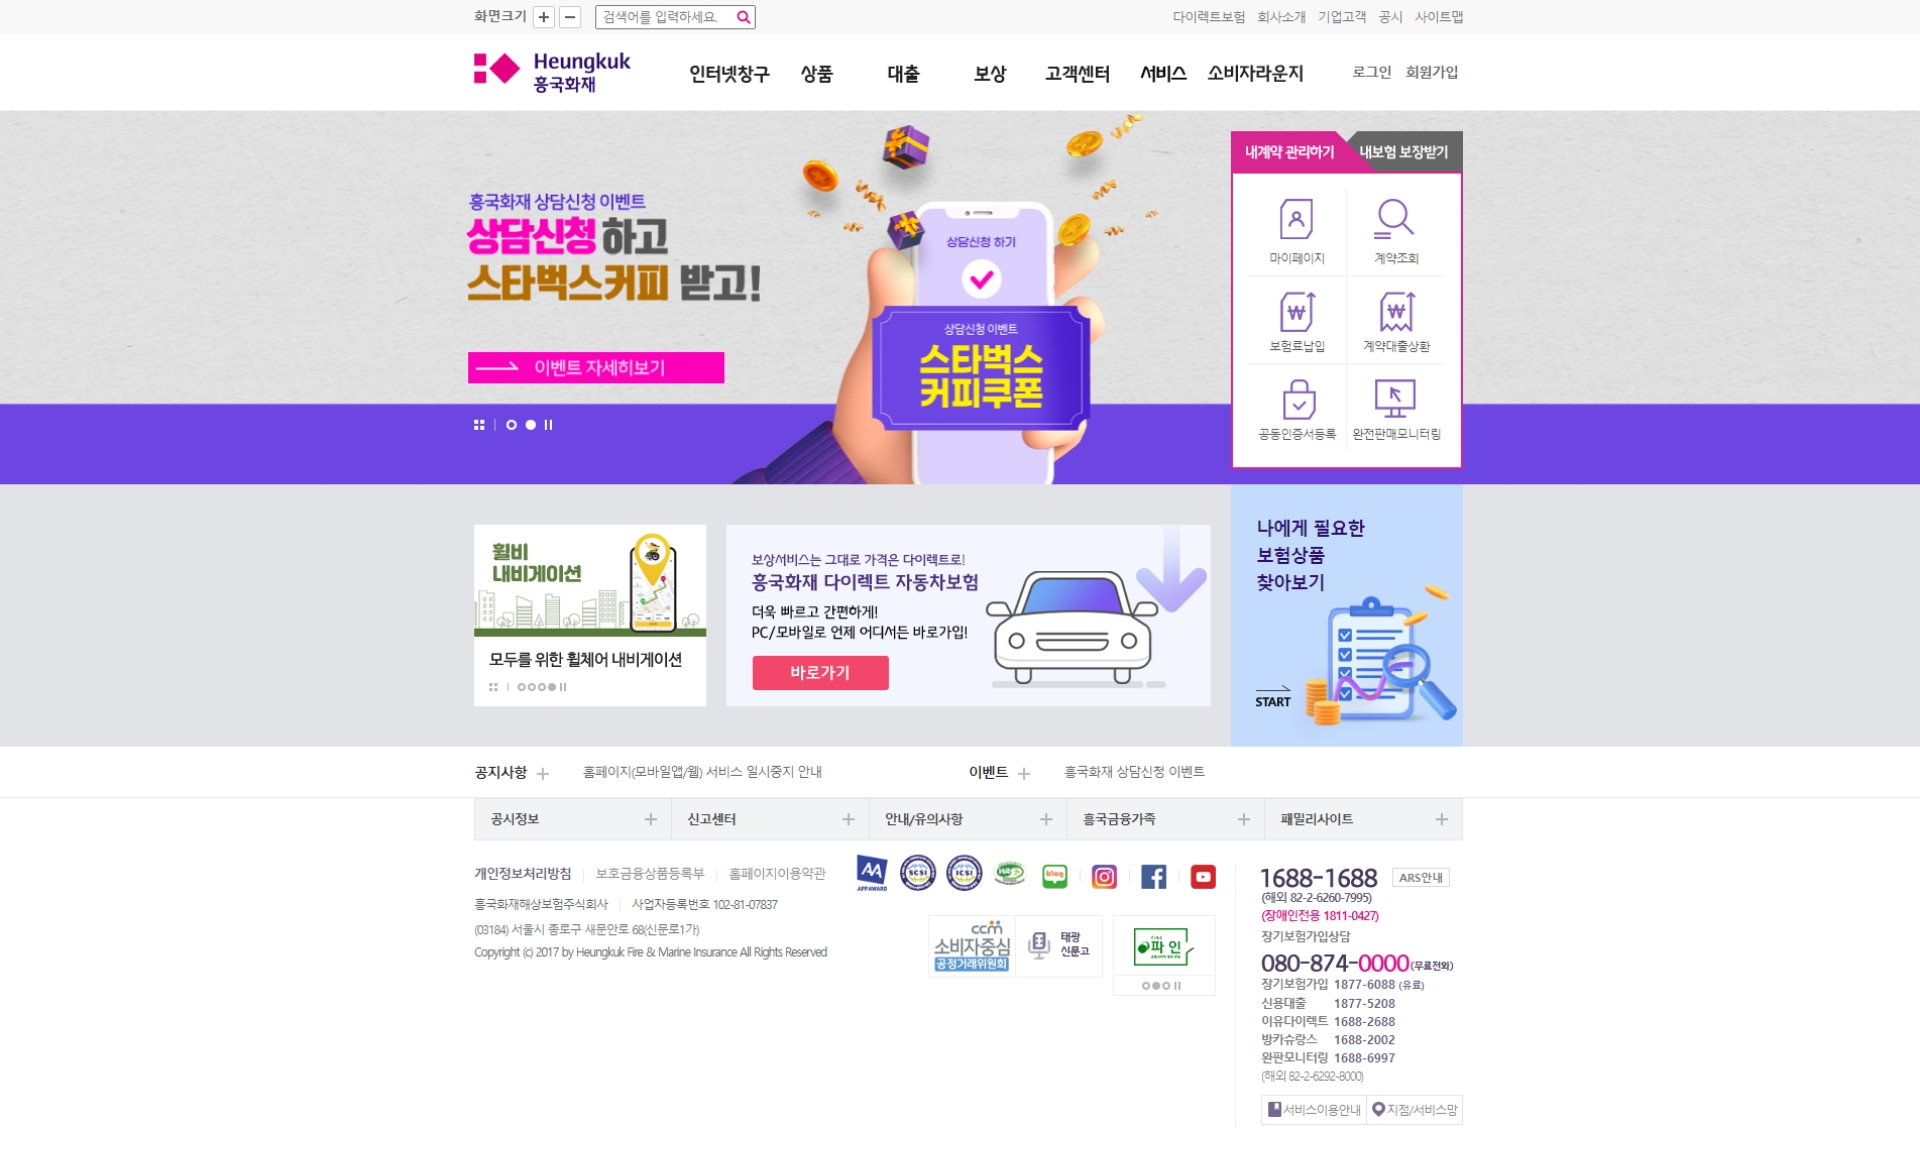 화면크기
검색어를 입력하세요.
다이렉트보험 회사소개 기업고객 공시 사이트맵
Heungkuk
흥국화재
인터넷창구 상품 대출 보상 고객센터 서비스 소비자라운지
로그인 회원가입
흥국화재 상담신청 이벤트
상담신청 하고
스타벅스커피 받고!
이벤트 자세히보기
상담신청 하기
상담신청 이벤트
스타벅스
커피쿠폰
내계약 관리하기 내보험 보장받기
마이페이지 계약조회
보험료납입 계약대출상환
공동인증서등록 완전판매모니터링
휠비
내비게이션
모두를 위한 휠체어 내비게이션
보상서비스는 그대로 가격은 다이렉트로!
흥국화재 다이렉트 자동차보험
더욱 빠르고 간편하게!
PC/모바일로 언제 어디서든 바로가입!
바로가기
나에게 필요한
보험상품
찾아보기
START
공지사항 홈페이지(모바일앱/웹) 서비스 일시중지 안내
이벤트 흥국화재 상담신청 이벤트
공시정보 신고센터 안내/유의사항 흥국금융가족 패밀리사이트
개인정보처리방침 보호금융상품등록부 홈페이지이용약관
흥국화재해상보험주식회사 사업자등록번호 102-81-07837
(03184) 서울시 종로구 새문안로 68(신문로1가)
Copyright (c) 2017 by Heungkuk Fire & Marine Insurance All Rights Reserved
AA
APP AWARD
SCSI
ICSI
WA
blog
ccm
소비자중심
공정거래위원회
태광
신문고
FINE
파인
1688-1688 ARS안내
(해외 82-2-6260-7995)
(장애인전용 1811-0427)
장기보험가입상담
080-874-0000 (무료전화)
장기보험가입 1877-6088 (유료)
신용대출 1877-5208
이유다이렉트 1688-2688
방카슈랑스 1688-2002
완판모니터링 1688-6997
(해외 82-2-6292-8000)
서비스이용안내 지점/서비스망